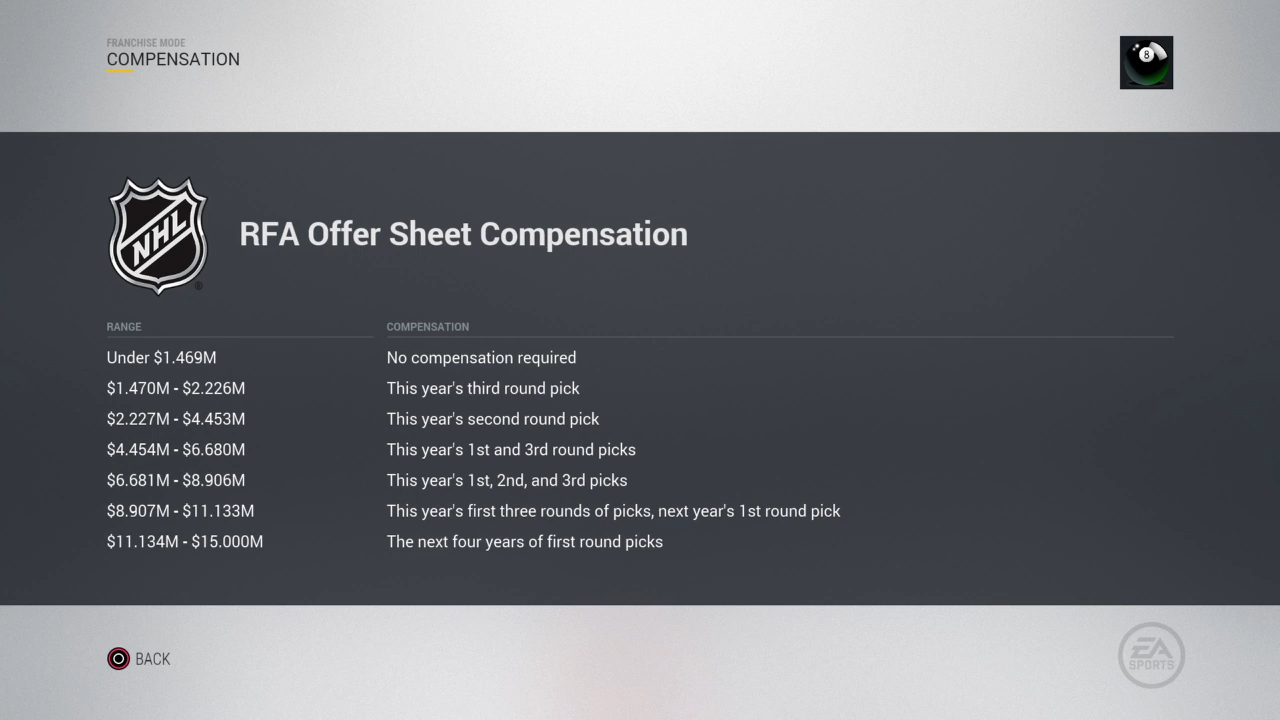 FRANCHISE MODE
COMPENSATION
8
NHL
®
RFA Offer Sheet Compensation
RANGE COMPENSATION
Under $1.469M No compensation required
$1.470M - $2.226M This year's third round pick
$2.227M - $4.453M This year's second round pick
$4.454M - $6.680M This year's 1st and 3rd round picks
$6.681M - $8.906M This year's 1st, 2nd, and 3rd picks
$8.907M - $11.133M This year's first three rounds of picks, next year's 1st round pick
$11.134M - $15.000M The next four years of first round picks
BACK
EA
SPORTS